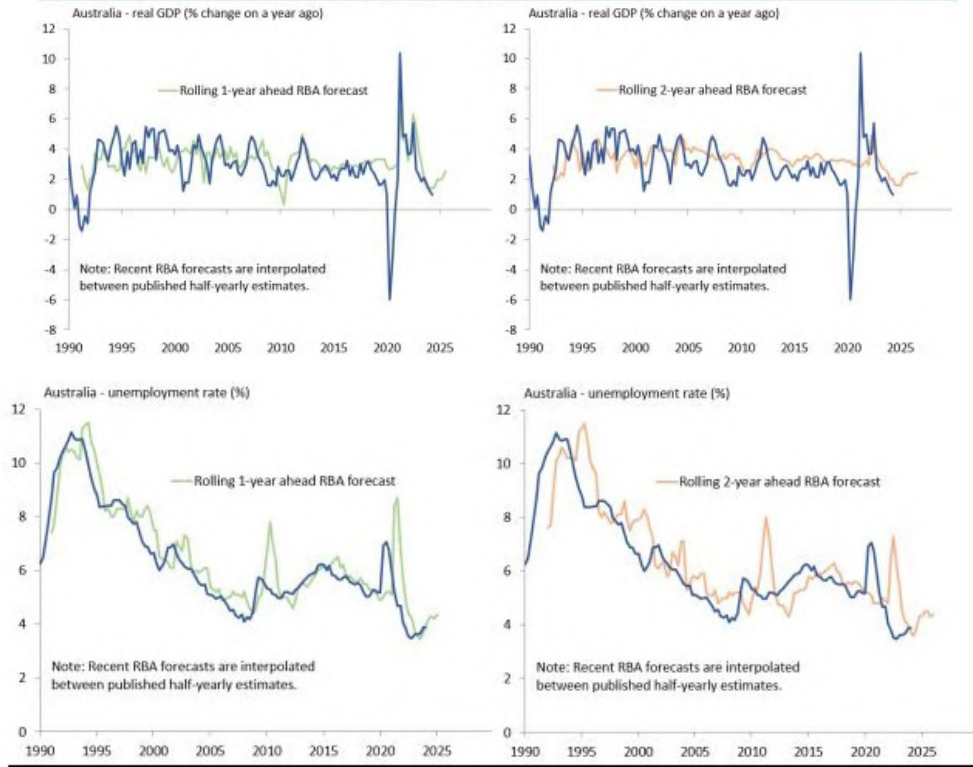 Australia - real GDP (% change on a year ago)
12
10
8
6
4
2
0
-2
-4
-6
-8
Rolling 1-year ahead RBA forecast
Note: Recent RBA forecasts are interpolated
between published half-yearly estimates.
1990 1995 2000 2005 2010 2015 2020 2025
Australia - real GDP (% change on a year ago)
12
10
8
6
4
2
0
-2
-4
-6
-8
Rolling 2-year ahead RBA forecast
Note: Recent RBA forecasts are interpolated
between published half-yearly estimates.
1990 1995 2000 2005 2010 2015 2020 2025
Australia - unemployment rate (%)
12
10
8
6
4
2
0
Rolling 1-year ahead RBA forecast
Note: Recent RBA forecasts are interpolated
between published half-yearly estimates.
1990 1995 2000 2005 2010 2015 2020 2025
Australia - unemployment rate (%)
12
10
8
6
4
2
0
Rolling 2-year ahead RBA forecast
Note: Recent RBA forecasts are interpolated
between published half-yearly estimates.
1990 1995 2000 2005 2010 2015 2020 2025